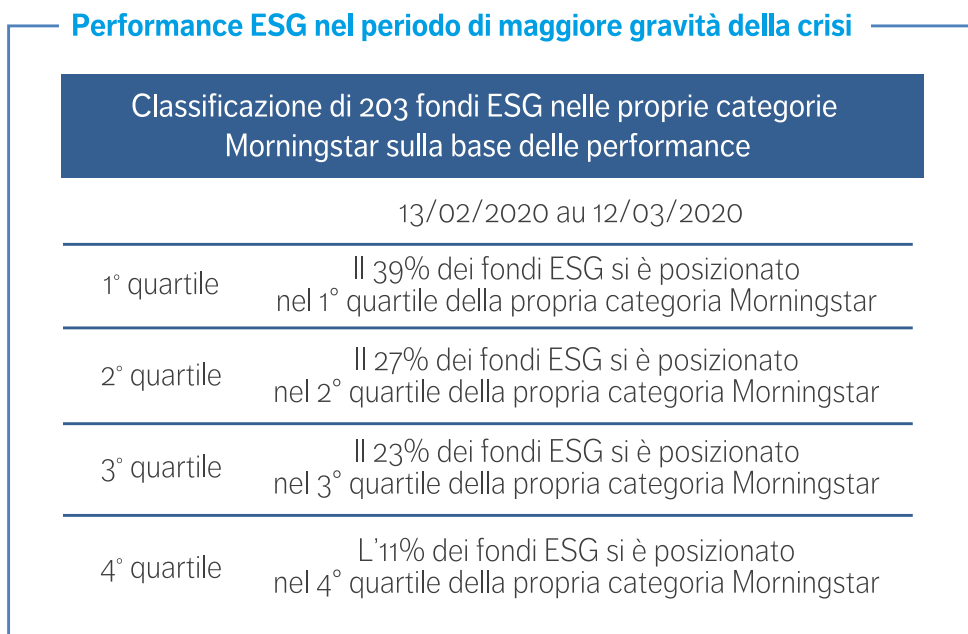 Performance ESG nel periodo di maggiore gravità della crisi
Classificazione di 203 fondi ESG nelle proprie categorie
Morningstar sulla base delle performance
13/02/2020 au 12/03/2020
1° quartile
Il 39% dei fondi ESG si è posizionato
nel 1° quartile della propria categoria Morningstar
2° quartile
Il 27% dei fondi ESG si è posizionato
nel 2° quartile della propria categoria Morningstar
3° quartile
Il 23% dei fondi ESG si è posizionato
nel 3° quartile della propria categoria Morningstar
4° quartile
L'11% dei fondi ESG si è posizionato
nel 4° quartile della propria categoria Morningstar